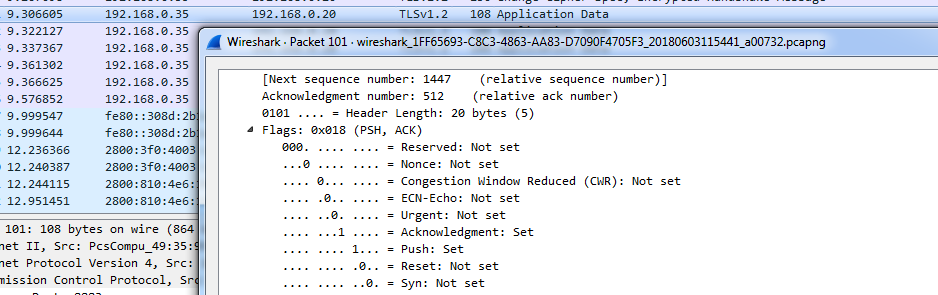 9.306605 192.168.0.35 192.168.0.20 TLSv1.2 108 Application Data
9.322127 192.168.0.35
9.337367 192.168.0.35
9.361302 192.168.0.35
9.366625 192.168.0.35
9.576852 192.168.0.35
9.999547 fe80::308d:2b
9.999644 fe80::308d:2b
12.236366 2800:3f0:4003
12.240387 2800:3f0:4003
12.244115 2800:810:4e6:
12.951451 2800:810:4e6:
101: 108 bytes on wire (864
net II, Src: PcsCompu_49:35:9
net Protocol Version 4, Src:
mission Control Protocol, Src
Wireshark · Packet 101 · wireshark_1FF65693-C8C3-4863-AA83-D7090F4705F3_20180603115441_a00732.pcapng
[Next sequence number: 1447 (relative sequence number)]
Acknowledgment number: 512 (relative ack number)
0101 .... = Header Length: 20 bytes (5)
Flags: 0x018 (PSH, ACK)
000. .... .... = Reserved: Not set
...0 .... .... = Nonce: Not set
.... 0... .... = Congestion Window Reduced (CWR): Not set
.... .0.. .... = ECN-Echo: Not set
.... ..0. .... = Urgent: Not set
.... ...1 .... = Acknowledgment: Set
.... .... 1... = Push: Set
.... .... .0.. = Reset: Not set
.... .... ..0. = Syn: Not set